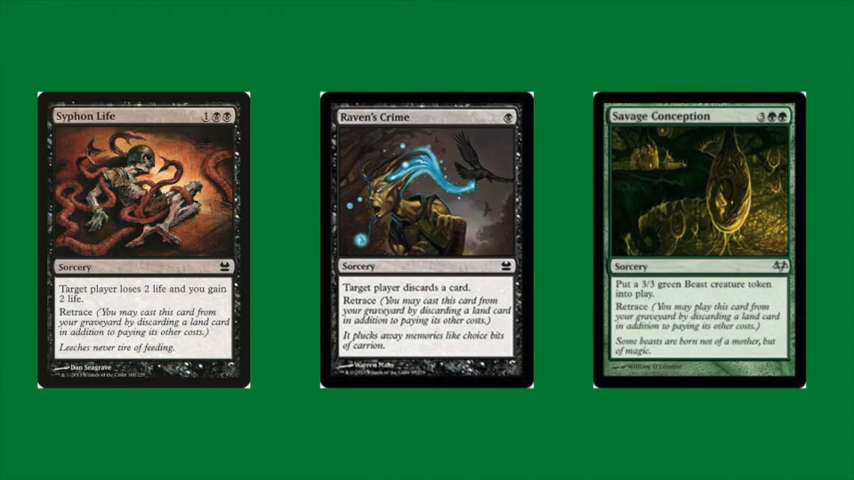 Syphon Life 1
Sorcery
Target player loses 2 life and you gain
2 life.
Retrace (You may cast this card from
your graveyard by discarding a land card
in addition to paying its other costs.)
Leeches never tire of feeding.
Dan Seagrave
Raven's Crime
Sorcery
Target player discards a card.
Retrace (You may cast this card from
your graveyard by discarding a land card
in addition to paying its other costs.)
It plucks away memories like choice bits
of carrion.
Warren Mahy
Savage Conception 3
Sorcery
Put a 3/3 green Beast creature token
into play.
Retrace (You may play this card from
your graveyard by discarding a land card
in addition to paying its other costs.)
Some beasts are born not of a mother, but
of magic.